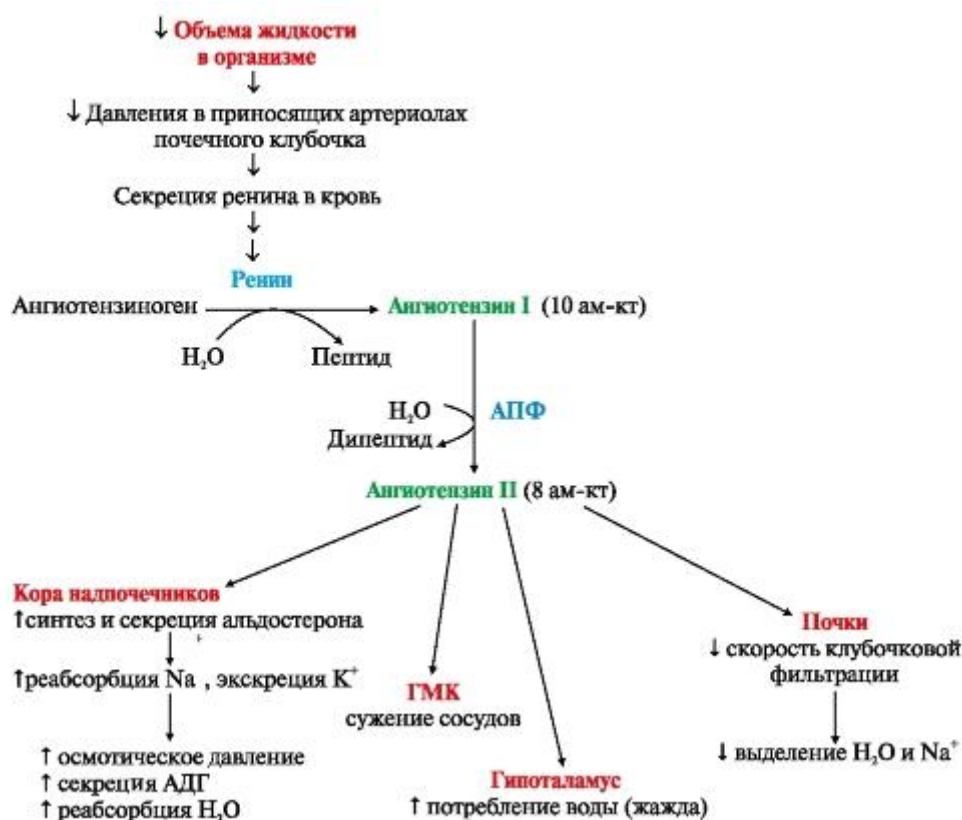 ↓ Объема жидкости
в организме
↓
↓ Давления в приносящих артериолах
почечного клубочка
↓
Секреция ренина в кровь
↓
↓
Ренин
Ангиотензиноген
Ангиотензин I (10 ам-кт)
H₂O
Пептид
H₂O
АПФ
Дипептид
Ангиотензин II (8 ам-кт)
Кора надпочечников
↑синтез и секреция альдостерона
↑реабсорбция Na , экскреция K⁺
↑ осмотическое давление
↑ секреция АДГ
↑ реабсорбция H₂O
ГМК
сужение сосудов
Гипоталамус
↑ потребление воды (жажда)
Почки
↓ скорость клубочковой
фильтрации
↓ выделение H₂O и Na⁺